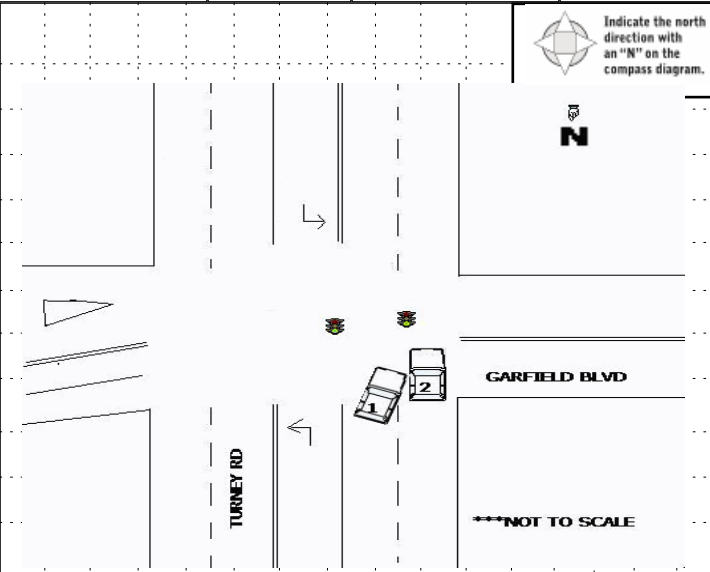 Indicate the north
direction with
an “N” on the
compass diagram.
N
2
GARFIELD BLVD
1
TURNEY RD
***NOT TO SCALE